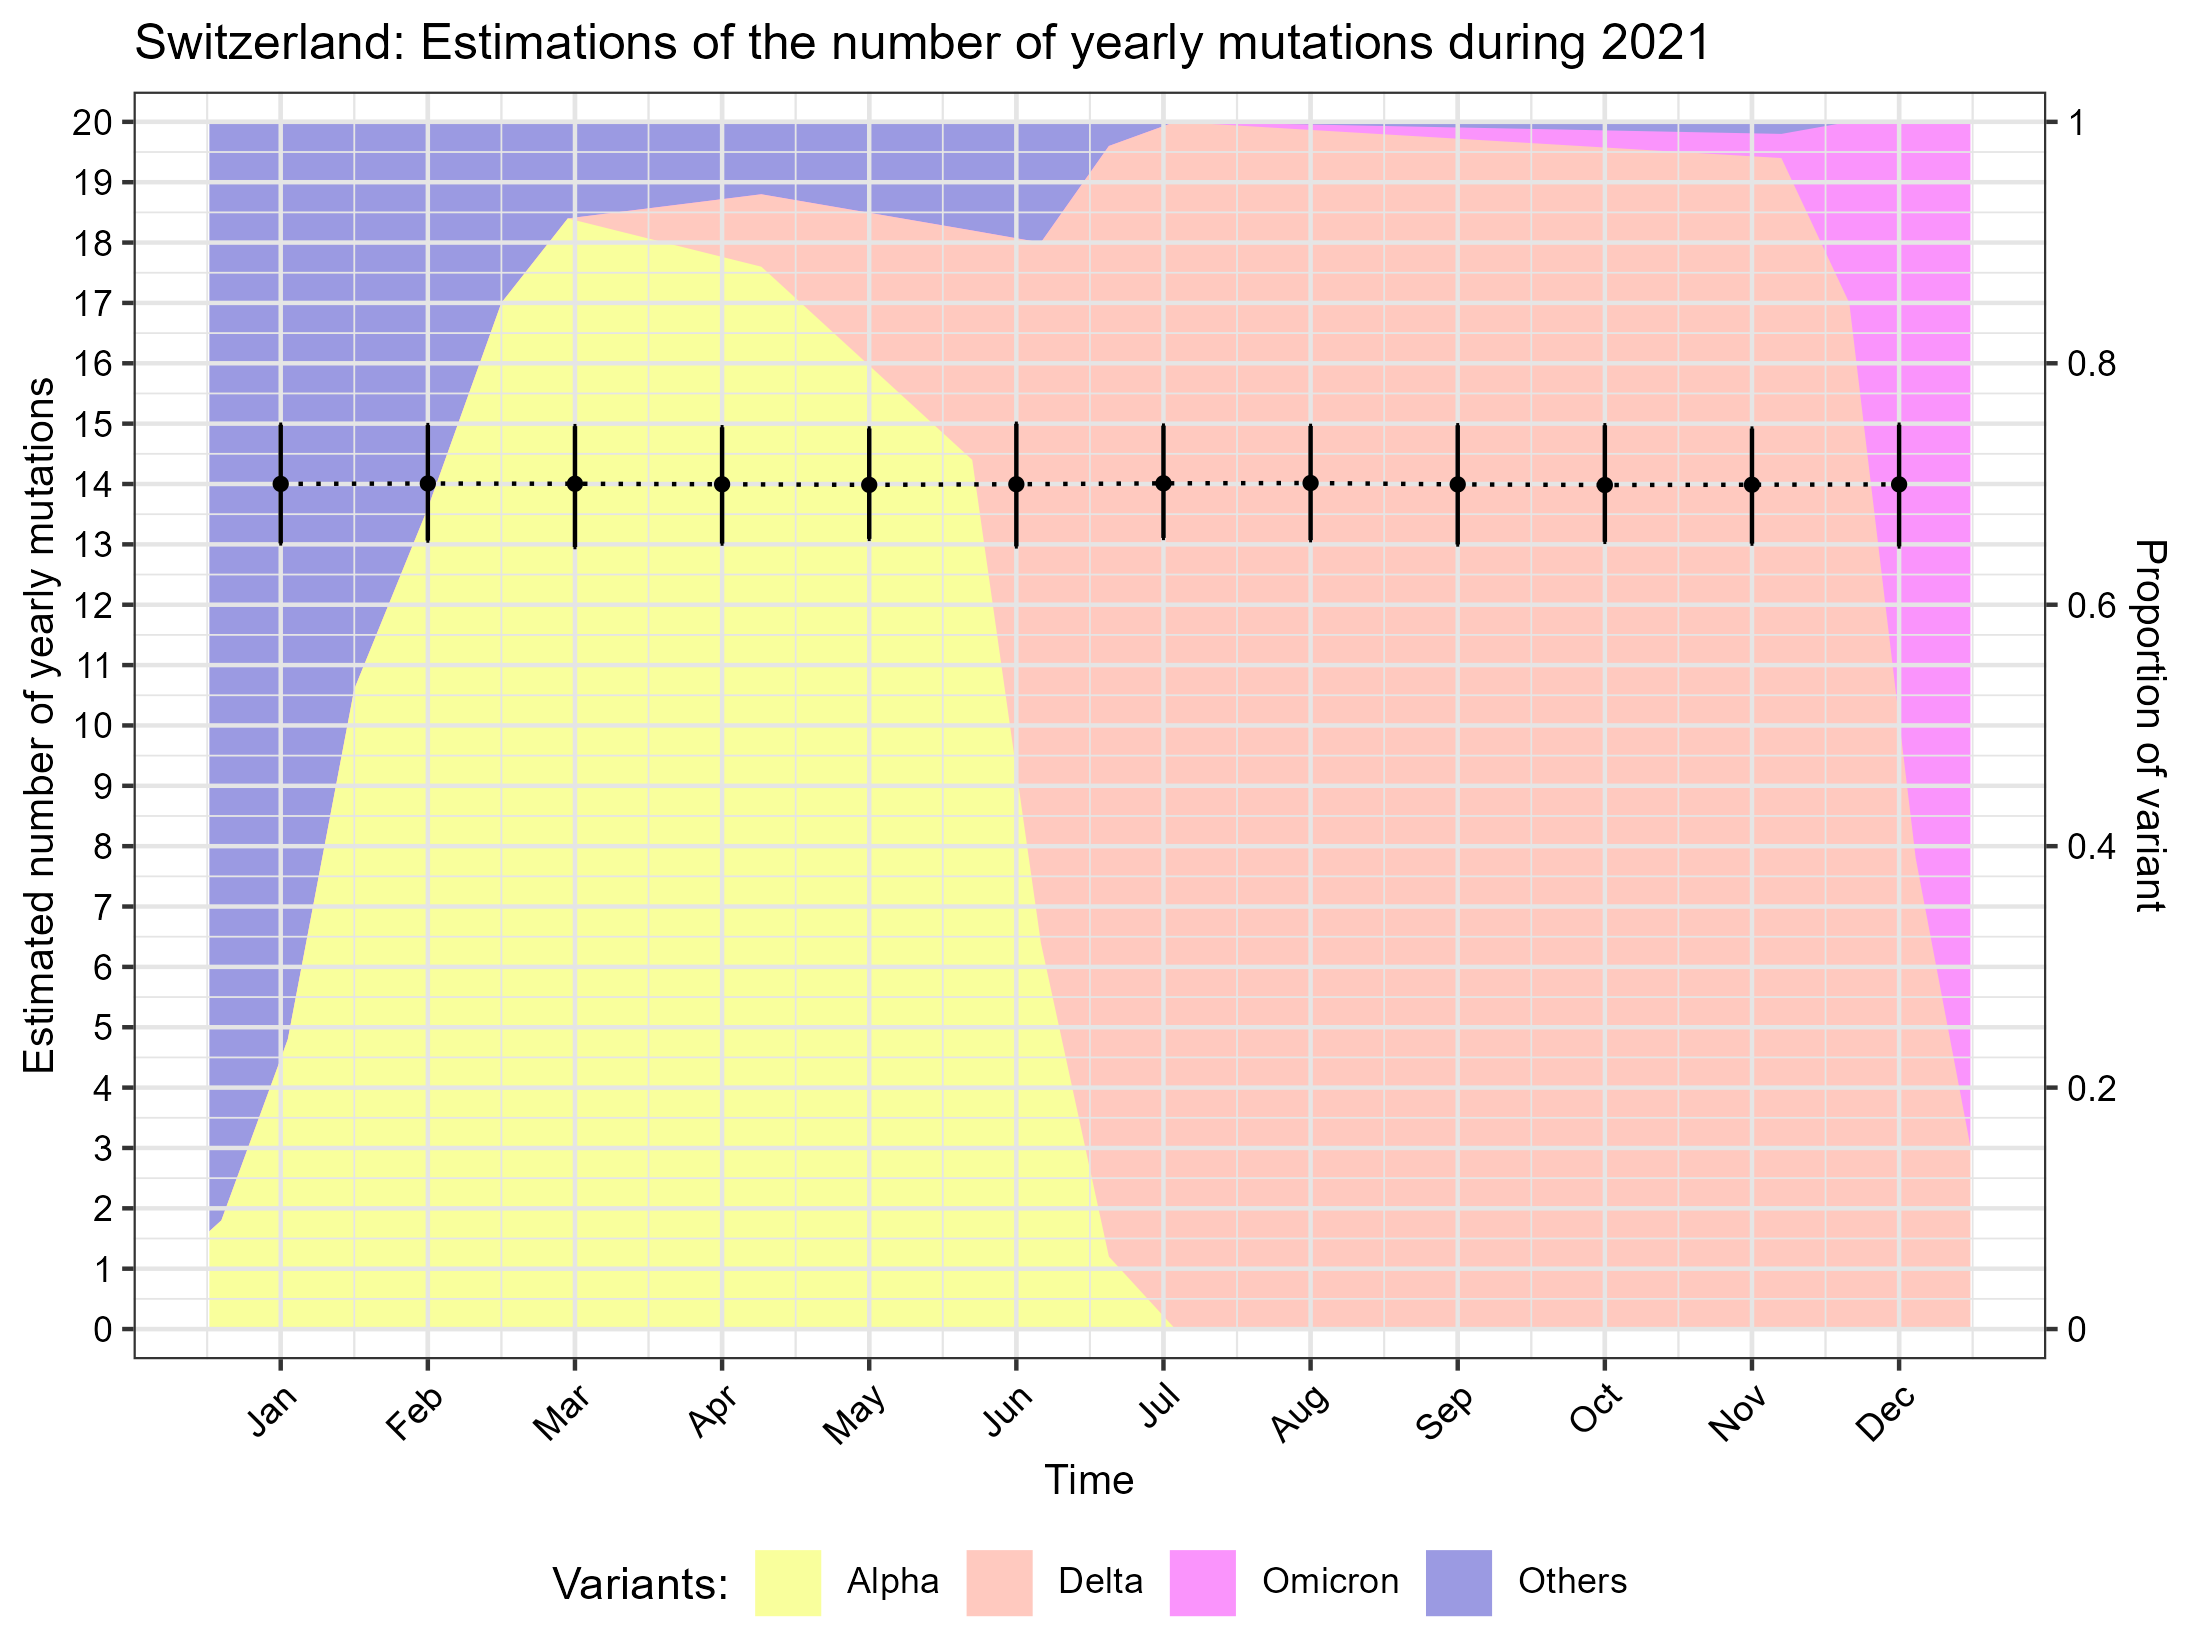 Switzerland: Estimations of the number of yearly mutations during 2021
Estimated number of yearly mutations
20
19
18
17
16
15
14
13
12
11
10
9
8
7
6
5
4
3
2
1
0
1
0.8
0.6
0.4
0.2
0
Proportion of variant
Jan
Feb
Mar
Apr
May
Jun
Jul
Aug
Sep
Oct
Nov
Dec
Time
Variants: Alpha Delta Omicron Others